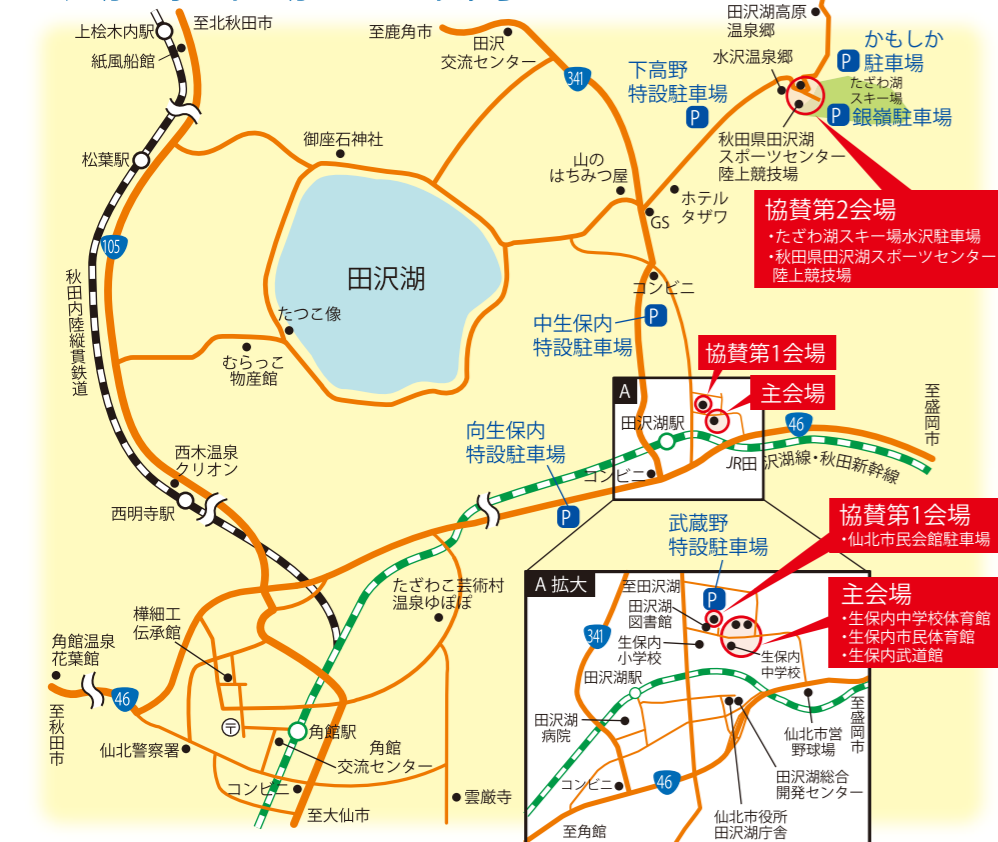 上桧木内駅
至北秋田市
紙風船館
至鹿角市
田沢
交流センター
341
田沢湖高原
温泉郷
水沢温泉郷
P
かもしか
駐車場
たざわ湖
スキー場
P
銀嶺駐車場
下高野
特設駐車場
P
秋田県田沢湖
スポーツセンター
陸上競技場
協賛第2会場
・たざわ湖スキー場水沢駐車場
・秋田県田沢湖スポーツセンター
陸上競技場
松葉駅
御座石神社
山の
はちみつ屋
ホテル
タザワ
GS
105
秋田内陸縦貫鉄道
田沢湖
たつこ像
むらっこ
物産館
コンビニ
P
中生保内
特設駐車場
協賛第1会場
主会場
A
田沢湖駅
46
至盛岡市
JR田沢湖線・秋田新幹線
コンビニ
向生保内
特設駐車場
P
西木温泉
クリオン
西明寺駅
武蔵野
特設駐車場
協賛第1会場
・仙北市民会館駐車場
主会場
・生保内中学校体育館
・生保内市民体育館
・生保内武道館
A 拡大
至田沢湖
P
田沢湖
図書館
341
生保内
小学校
生保内
中学校
田沢湖駅
田沢湖
病院
コンビニ
46
至角館
仙北市役所
田沢湖庁舎
田沢湖総合
開発センター
仙北市営
野球場
至盛岡市
たざわこ芸術村
温泉ゆぽぽ
樺細工
伝承館
角館温泉
花葉館
46
至秋田市
〒
仙北警察署
角館駅
角館
交流センター
コンビニ
至大仙市
雲厳寺